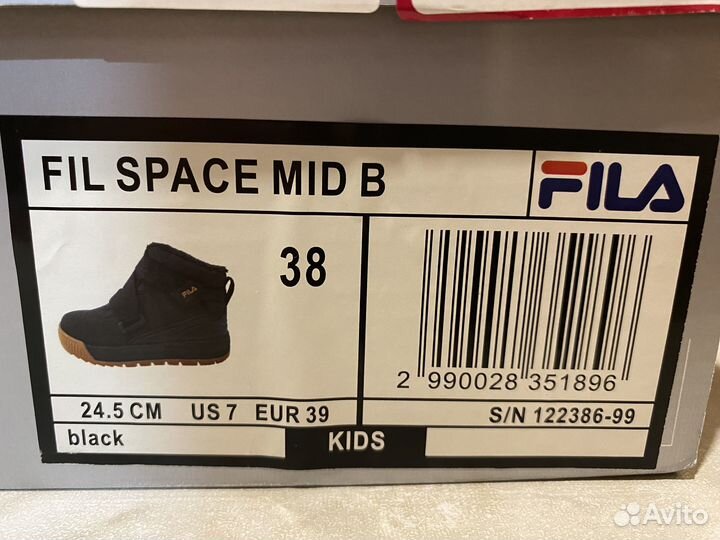 FIL SPACE MID B
FILA
FILA
38
2 990028 351896
24.5 CM US 7 EUR 39
S/N 122386-99
black
KIDS
Avito